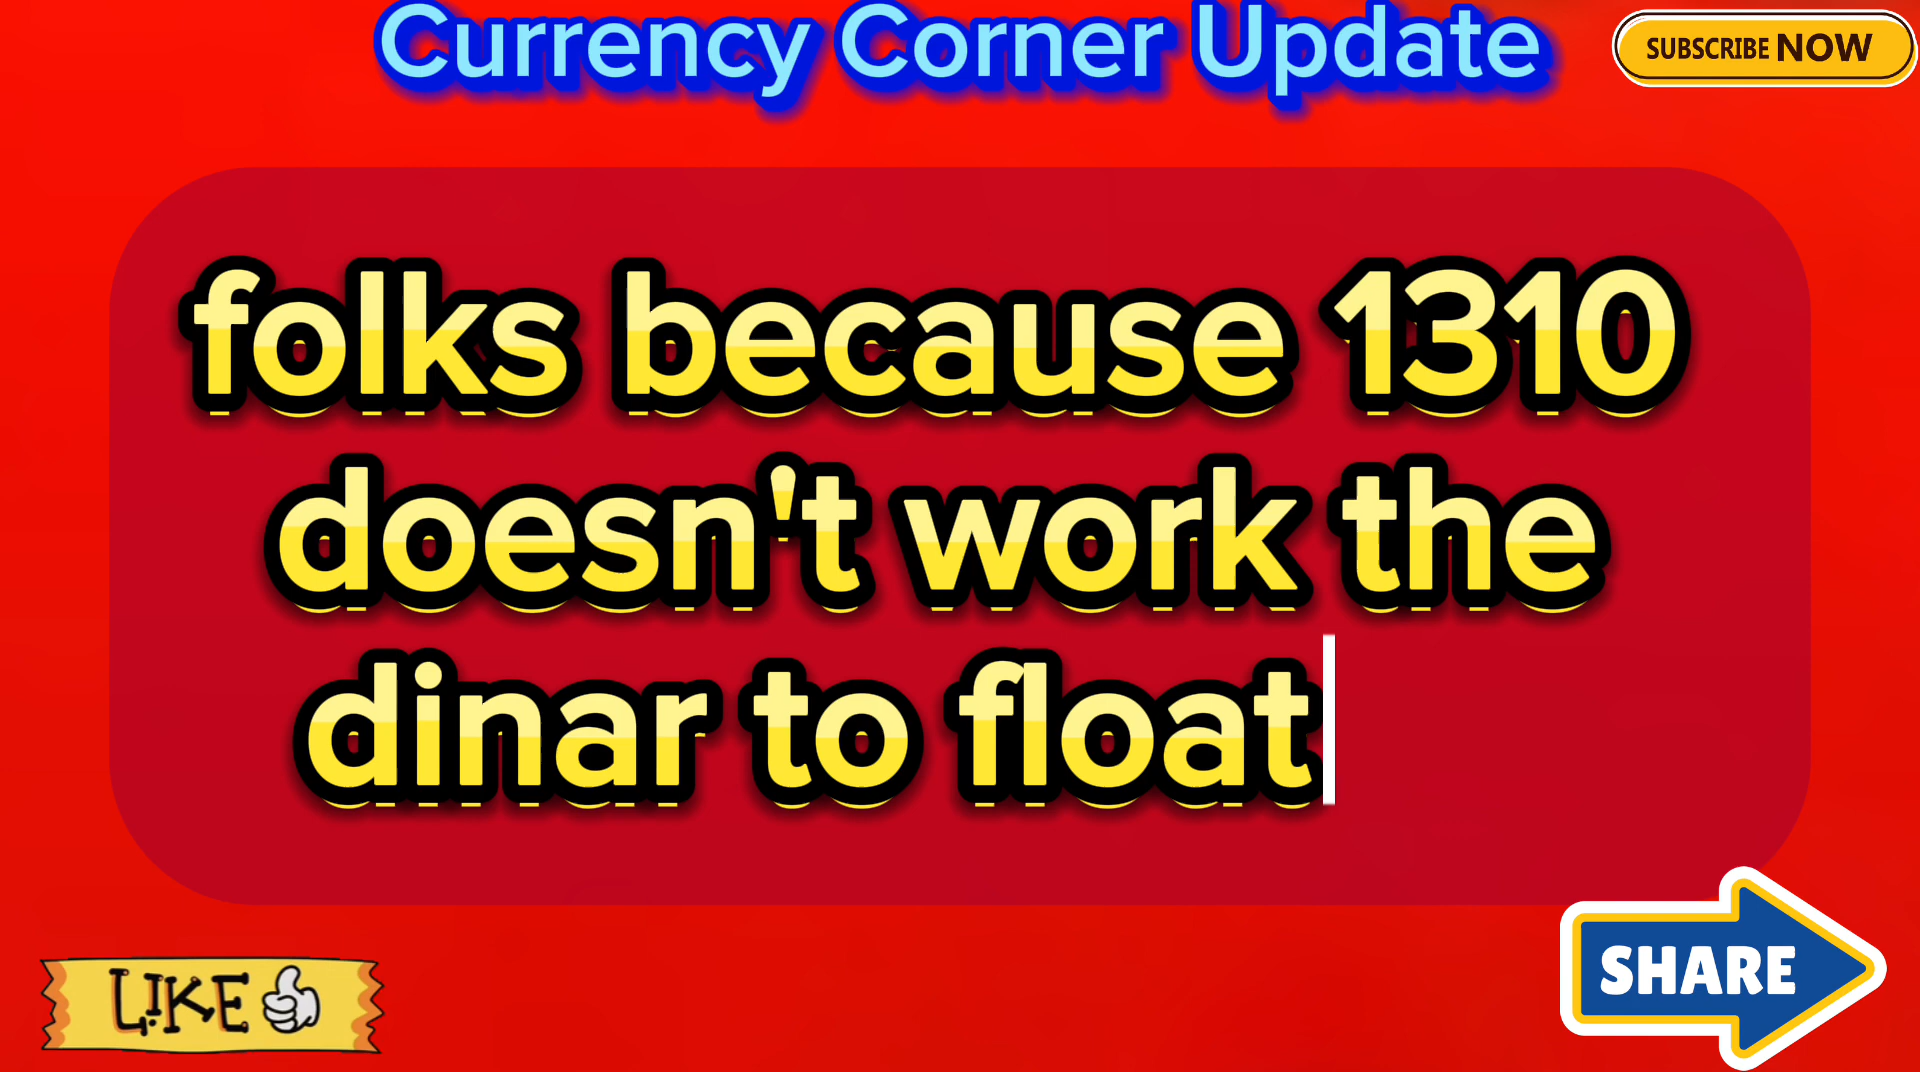 Currency Corner Update
SUBSCRIBE NOW
folks because 1310
doesn't work the
dinar to float
LIKE
SHARE